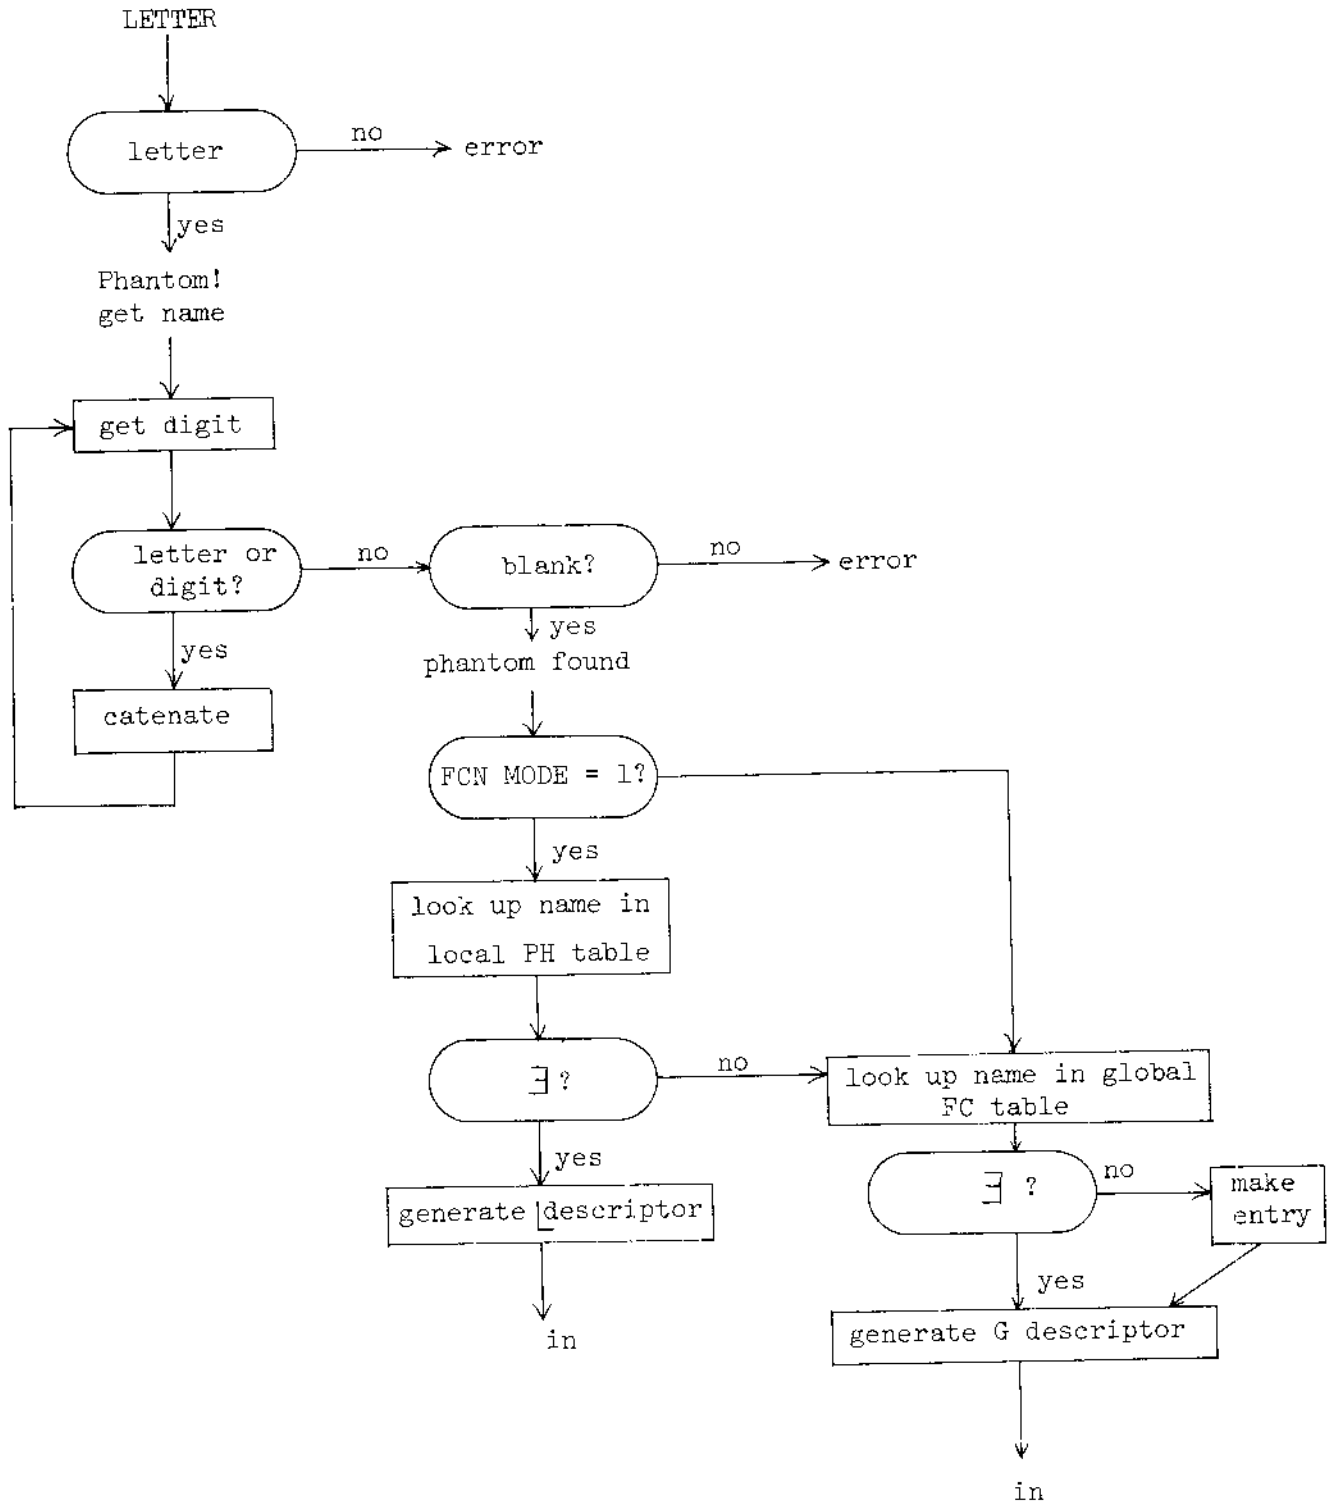 LETTER
letter
no
error
yes
Phantom!
get name
get digit
letter or
digit?
no
blank?
no
error
yes
catenate
yes
phantom found
FCN MODE = 1?
yes
look up name in
local PH table
∃ ?
no
look up name in global
FC table
yes
generate L descriptor
in
∃ ?
no
make
entry
yes
generate G descriptor
in